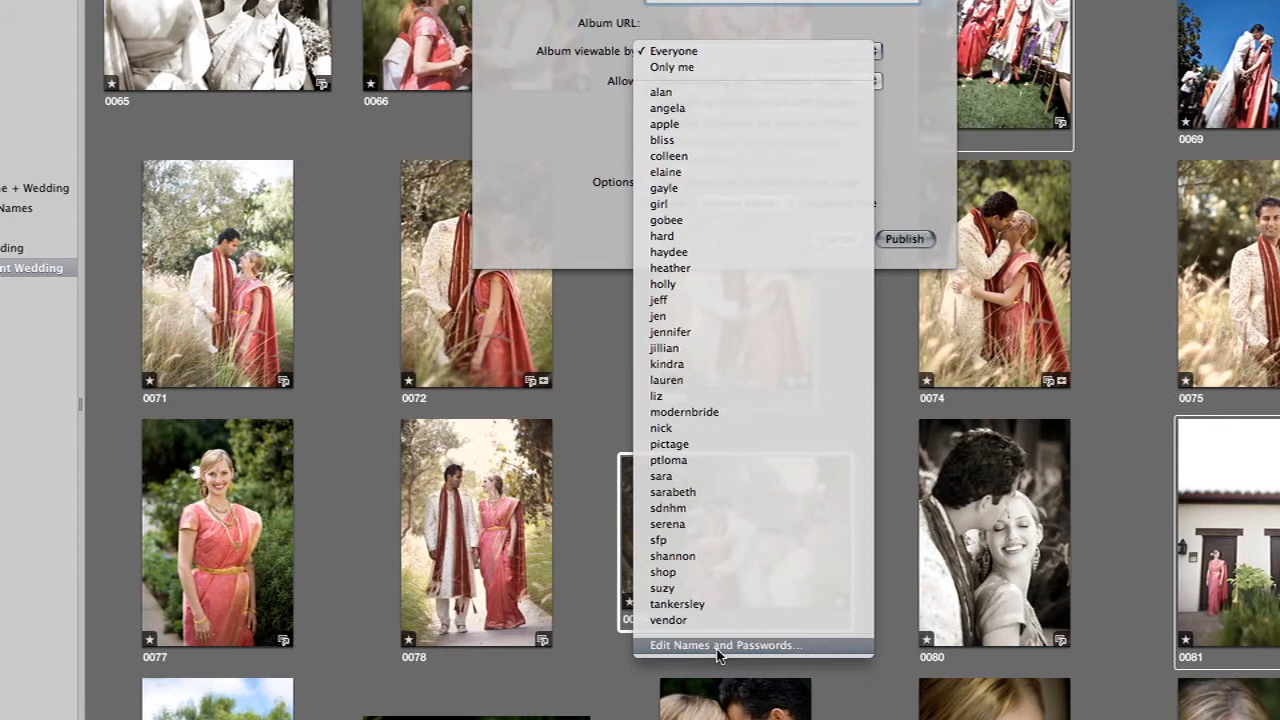 Album URL:
Album viewable by
✓ Everyone
Only me
Allow
alan
angela
apple
bliss
colleen
elaine
gayle
girl
gobee
hard
haydee
heather
holly
jeff
jen
jennifer
jillian
kindra
lauren
liz
modernbride
nick
pictage
ptloma
sara
sarabeth
sdnhm
serena
sfp
shannon
shop
suzy
tankersley
vendor
Edit Names and Passwords...
Options
Publish
e + Wedding
Names
ding
nt Wedding
0065
0066
0069
0071
0072
0074
0075
0077
0078
0080
0081